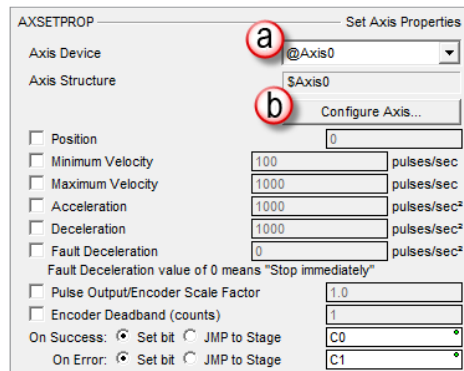 AXSETPROP Set Axis Properties
a
Axis Device @Axis0
Axis Structure $Axis0
b Configure Axis...
Position 0
Minimum Velocity 100 pulses/sec
Maximum Velocity 1000 pulses/sec
Acceleration 1000 pulses/sec²
Deceleration 1000 pulses/sec²
Fault Deceleration 0 pulses/sec²
Fault Deceleration value of 0 means "Stop immediately"
Pulse Output/Encoder Scale Factor 1.0
Encoder Deadband (counts) 1
On Success: Set bit JMP to Stage C0
On Error: Set bit JMP to Stage C1